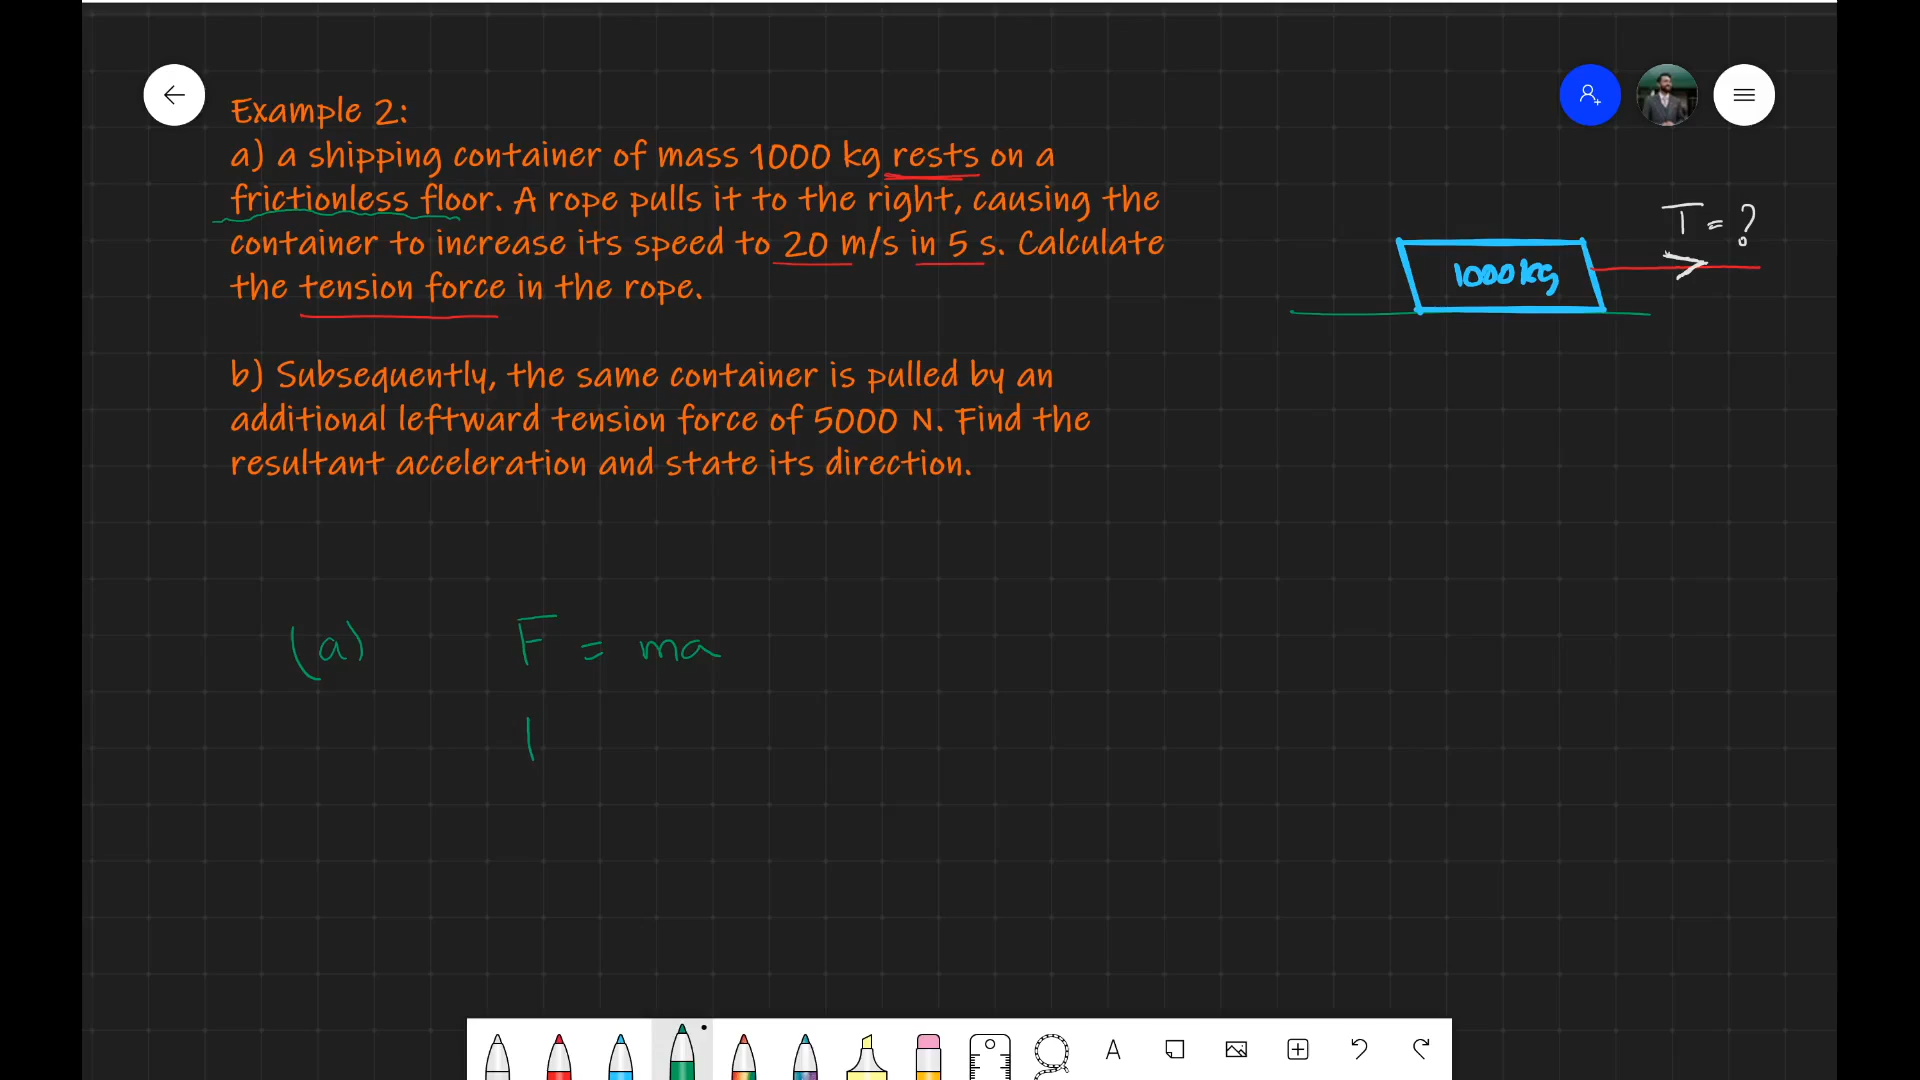 Example 2:
a) a shipping container of mass 1000 kg rests on a
frictionless floor. A rope pulls it to the right, causing the
container to increase its speed to 20 m/s in 5 s. Calculate
the tension force in the rope.
T = ?
1000 kg
b) Subsequently, the same container is pulled by an
additional leftward tension force of 5000 N. Find the
resultant acceleration and state its direction.
(a) F = ma
A